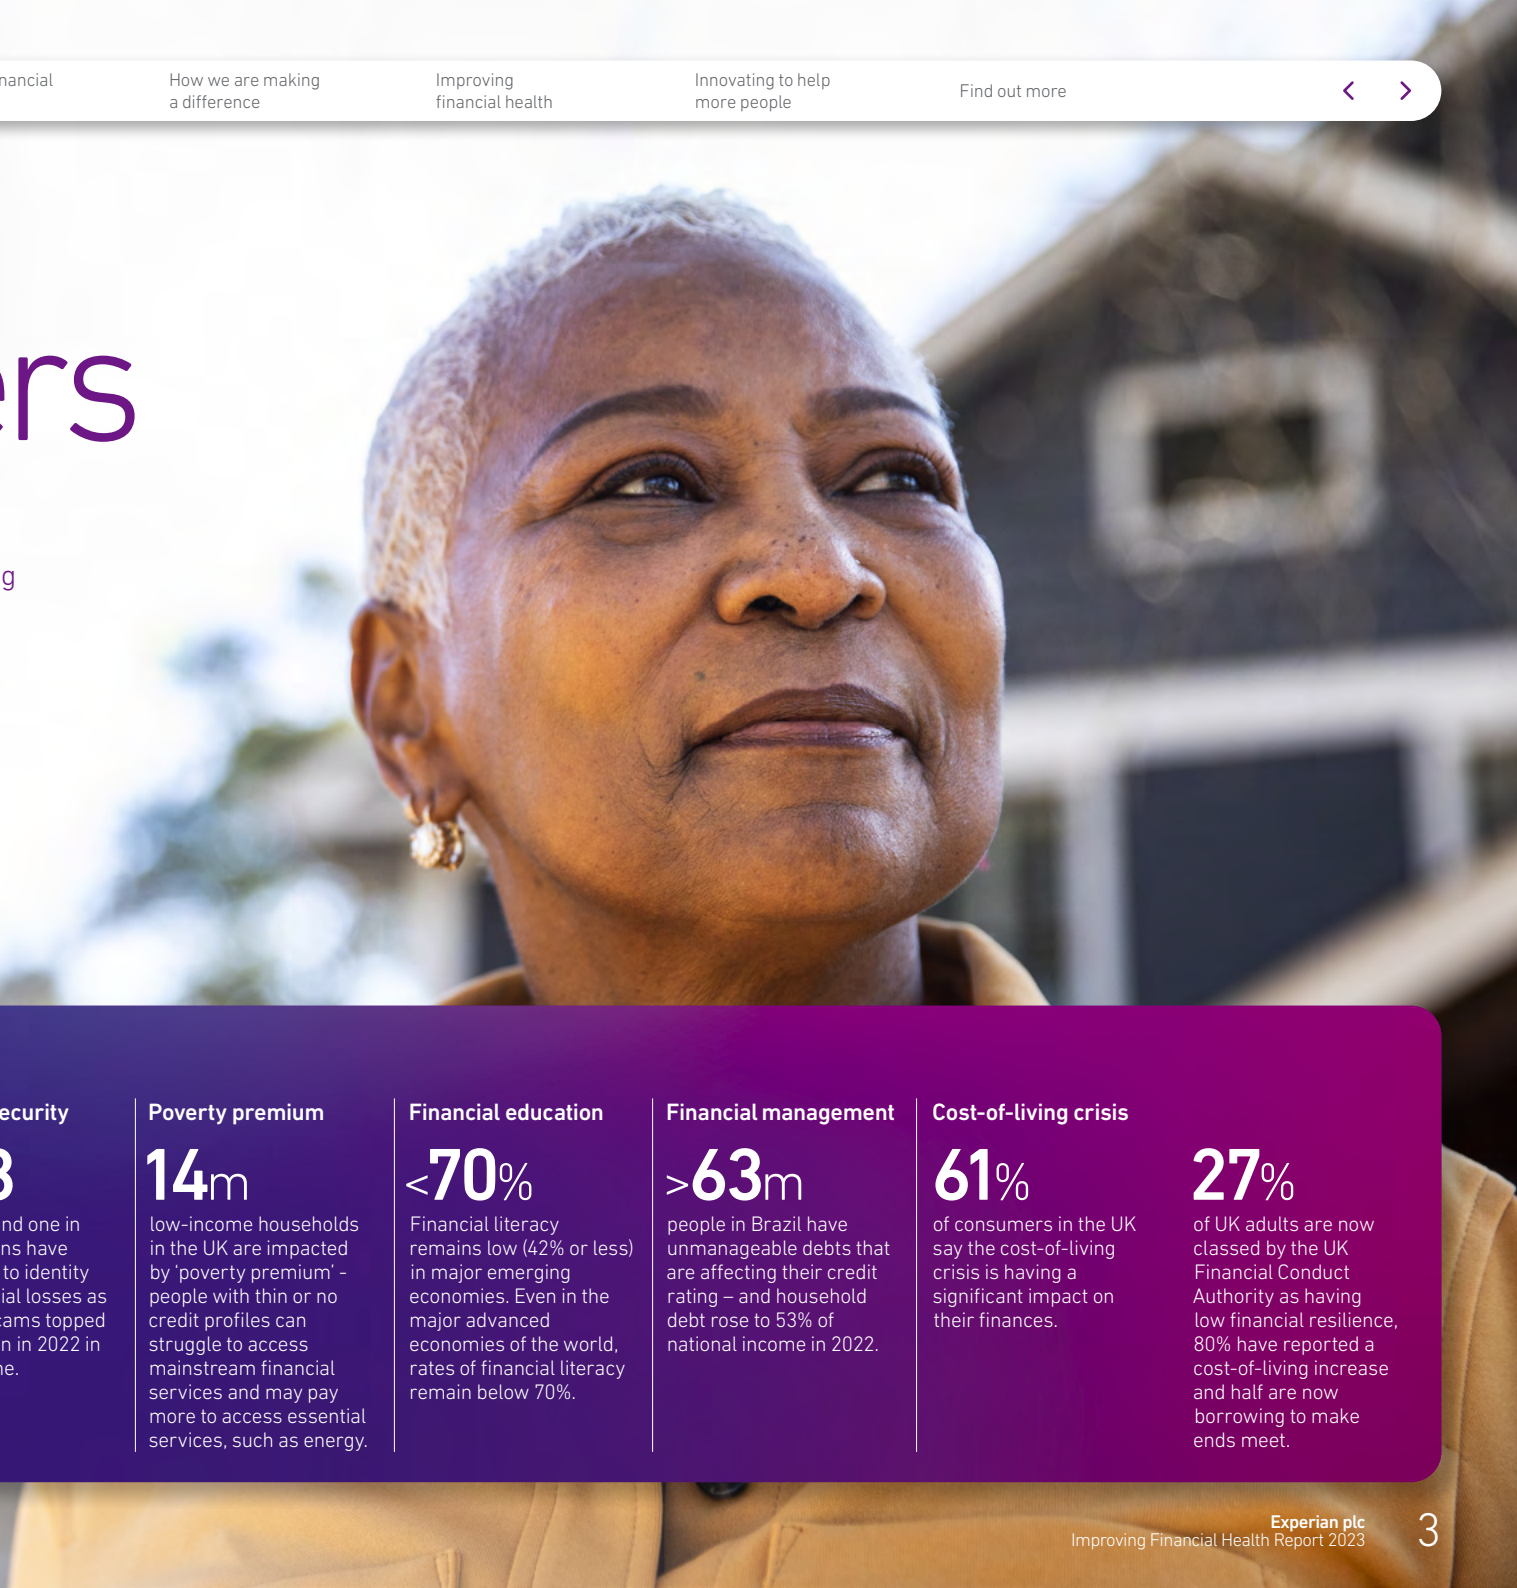 How we are making
a difference
Improving
financial health
Innovating to help
more people
Find out more
Poverty premium
14m
low-income households
in the UK are impacted
by ‘poverty premium’ -
people with thin or no
credit profiles can
struggle to access
mainstream financial
services and may pay
more to access essential
services, such as energy.
Financial education
<70%
Financial literacy
remains low (42% or less)
in major emerging
economies. Even in the
major advanced
economies of the world,
rates of financial literacy
remain below 70%.
Financial management
>63m
people in Brazil have
unmanageable debts that
are affecting their credit
rating – and household
debt rose to 53% of
national income in 2022.
Cost-of-living crisis
61%
of consumers in the UK
say the cost-of-living
crisis is having a
significant impact on
their finances.
27%
of UK adults are now
classed by the UK
Financial Conduct
Authority as having
low financial resilience,
80% have reported a
cost-of-living increase
and half are now
borrowing to make
ends meet.
one in
have
to identity
losses as
topped
in 2022 in
Experian plc
Improving Financial Health Report 2023
3